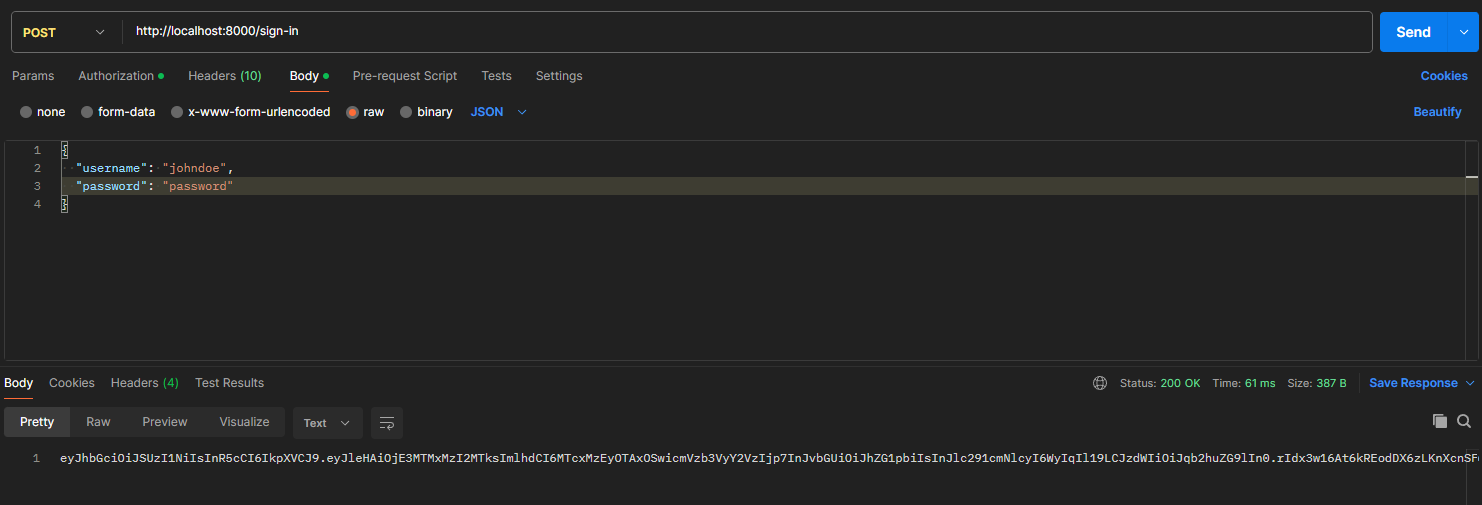 POST http://localhost:8000/sign-in Send
Params Authorization Headers (10) Body Pre-request Script Tests Settings Cookies
none form-data x-www-form-urlencoded raw binary JSON Beautify
1 {
2 "username": "johndoe",
3 "password": "password"
4 }
Body Cookies Headers (4) Test Results Status: 200 OK Time: 61 ms Size: 387 B Save Response
Pretty Raw Preview Visualize Text
1 eyJhbGciOiJSUzI1NiIsInR5cCI6IkpXVCJ9.eyJleHAiOjE3MTMxMzI2MTksImlhdCI6MTcxMzEyOTAxOSwicmVzb3VyY2VzIjp7InJvbGUiOiJhZG1pbiIsInJlc291cmNlcyI6WyIqIl19LCJzdWIiOiJqb2huZG9lIn0.rIdx3w16At6kREodDX6zLKnXcnSF